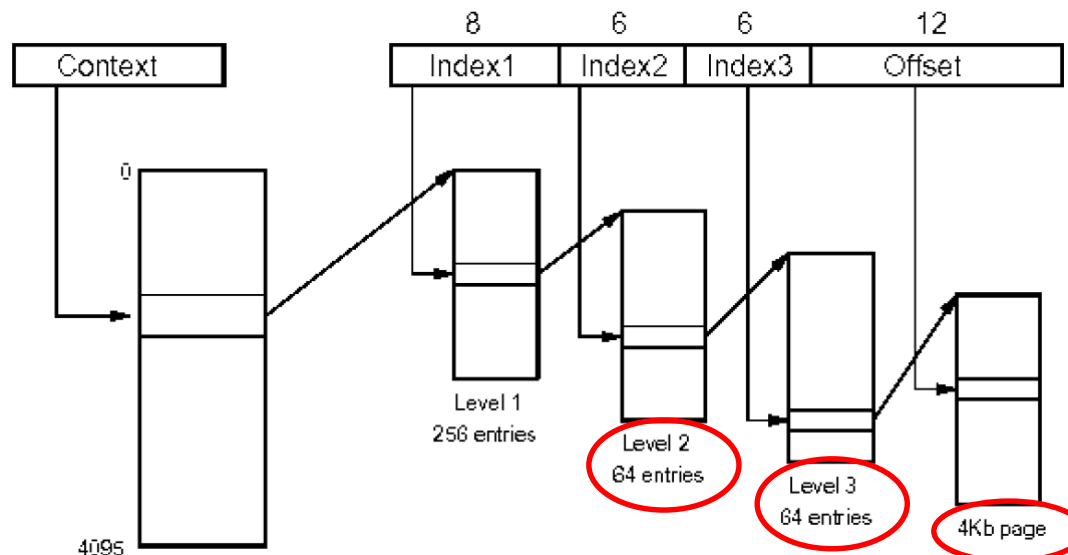 8 6 6 12
Context Index1 Index2 Index3 Offset
0
Level 1
256 entries
Level 2
64 entries
Level 3
64 entries
4Kb page
4095